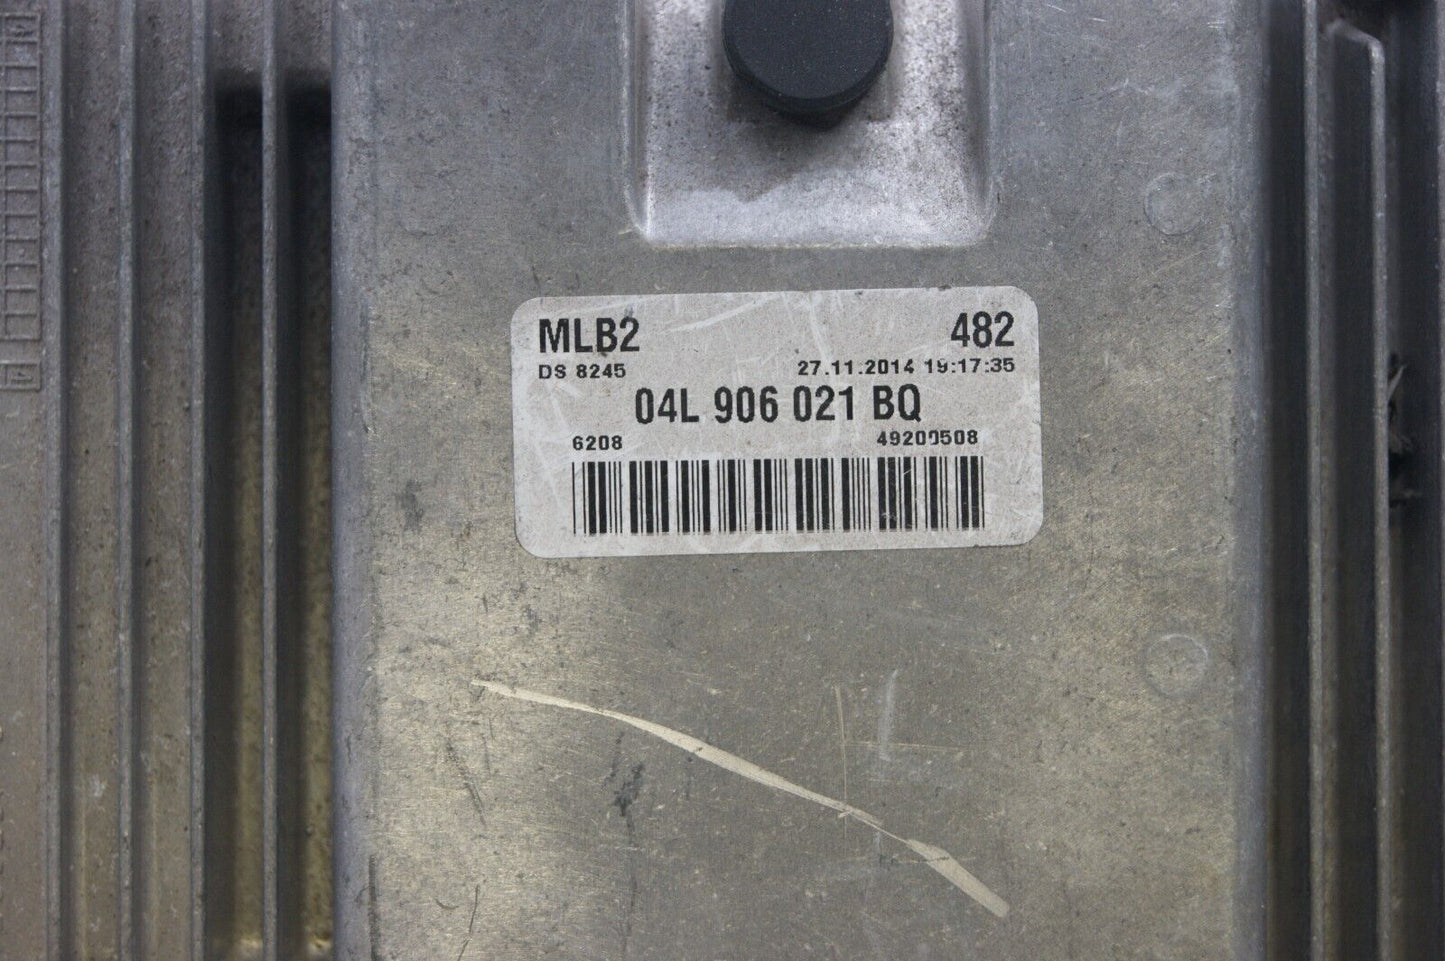 MLB2 482
DS 8245 27.11.2014 19:17:35
04L 906 021 BQ
6208 49200508